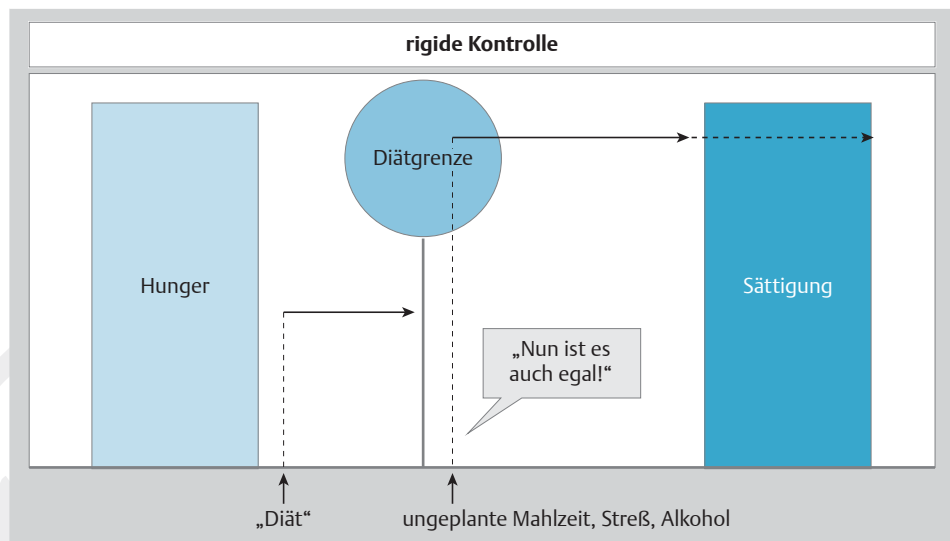 rigide Kontrolle
Diätgrenze
Hunger
Sättigung
„Nun ist es
auch egal!“
„Diät“
ungeplante Mahlzeit, Streß, Alkohol